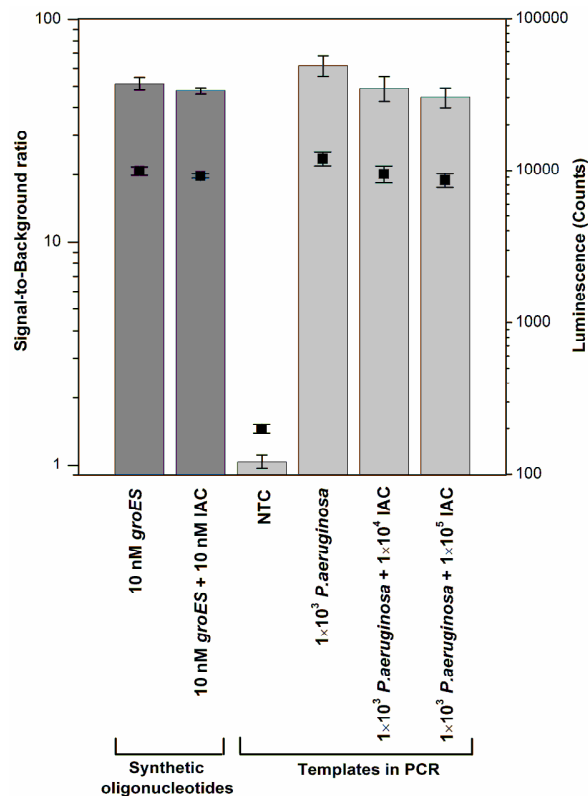 100
10
1
Signal-to-Background ratio
100000
10000
1000
100
Luminescence (Counts)
10 nM groES
10 nM groES + 10 nM IAC
NTC
1×10³ P.aeruginosa
1×10³ P.aeruginosa + 1×10⁴ IAC
1×10³ P.aeruginosa + 1×10⁵ IAC
Synthetic
oligonucleotides
Templates in PCR